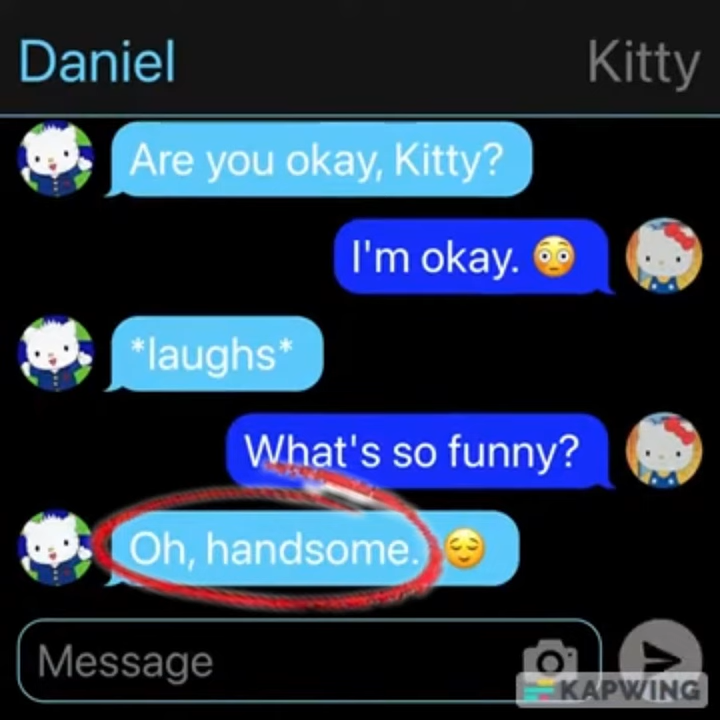 Daniel
Kitty
Are you okay, Kitty?
I'm okay. 😳
*laughs*
What's so funny?
Oh, handsome. 😌
Message
KAPWING